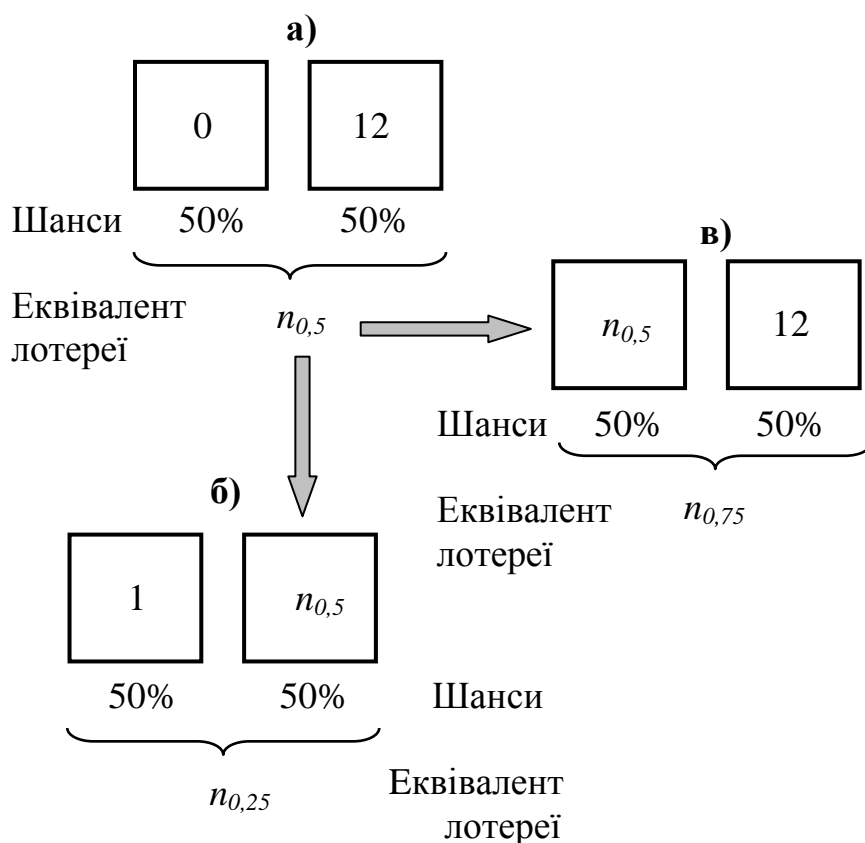 а)
0 12
Шанси 50% 50%
Еквівалент
лотереї
n0,5
в)
n0,5 12
Шанси 50% 50%
Еквівалент
лотереї
n0,75
б)
1 n0,5
50% 50% Шанси
n0,25
Еквівалент
лотереї